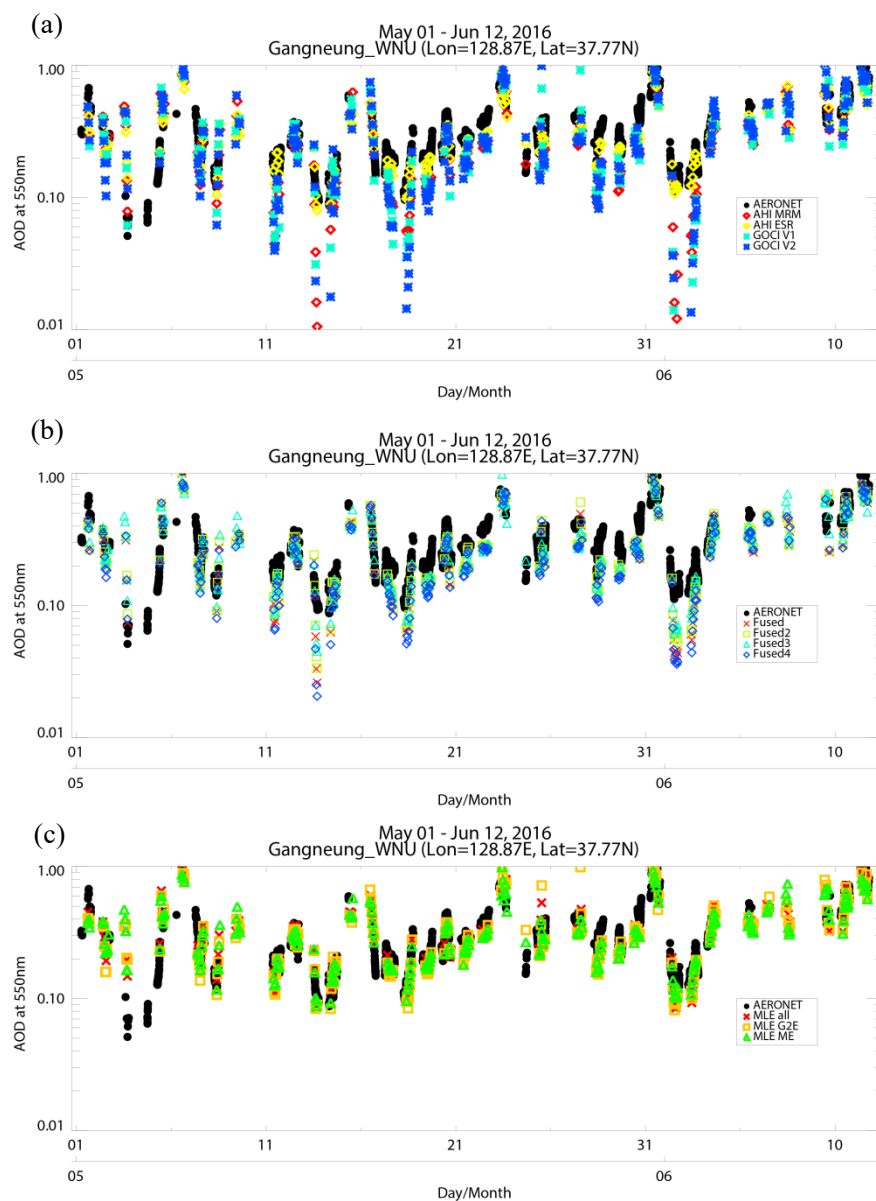 (a)
May 01 - Jun 12, 2016
Gangneung_WNU (Lon=128.87E, Lat=37.77N)
1.00
0.10
0.01
AOD at 550nm
AERONET
AHI MRM
AHI ESR
GOCI V1
GOCI V2
01 11 21 31 10
05 06
Day/Month
(b)
May 01 - Jun 12, 2016
Gangneung_WNU (Lon=128.87E, Lat=37.77N)
1.00
0.10
0.01
AOD at 550nm
AERONET
Fused
Fused2
Fused3
Fused4
01 11 21 31 10
05 06
Day/Month
(c)
May 01 - Jun 12, 2016
Gangneung_WNU (Lon=128.87E, Lat=37.77N)
1.00
0.10
0.01
AOD at 550nm
AERONET
MLE all
MLE G2E
MLE ME
01 11 21 31 10
05 06
Day/Month